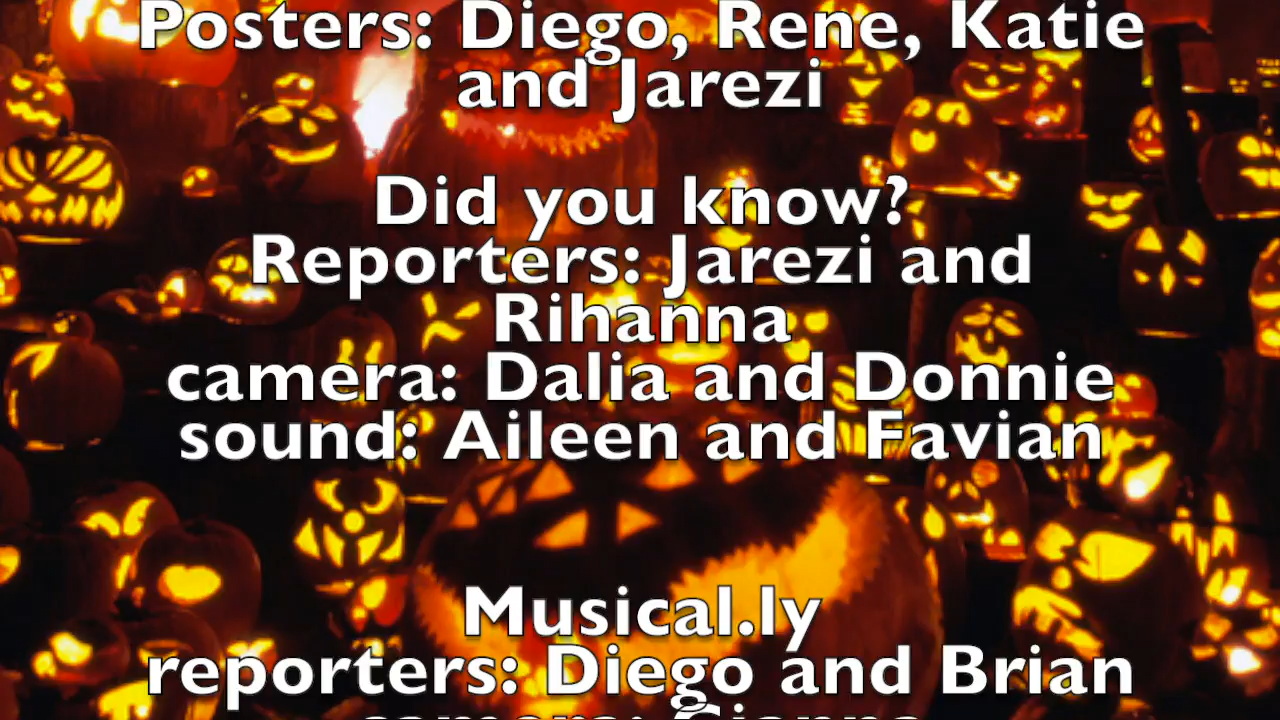 Posters: Diego, Rene, Katie
and Jarezi
Did you know?
Reporters: Jarezi and
Rihanna
camera: Dalia and Donnie
sound: Aileen and Favian
Musical.ly
reporters: Diego and Brian